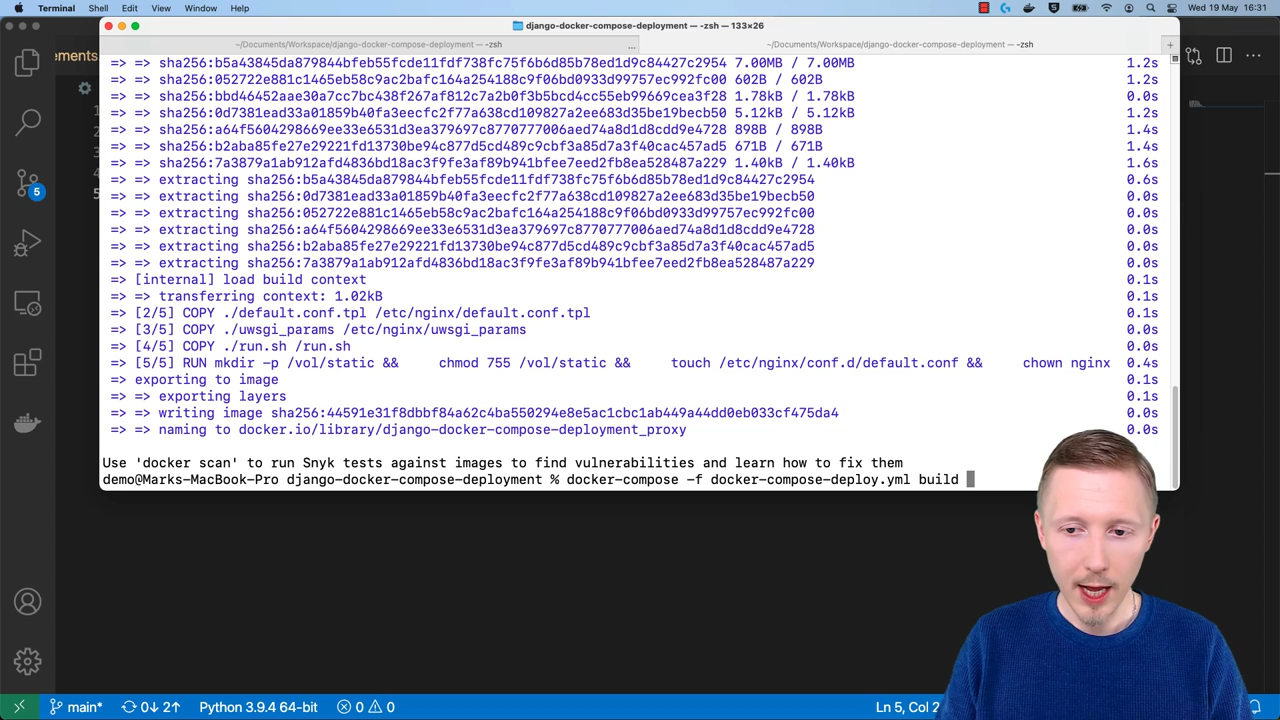 Terminal Shell Edit View Window Help Wed 19 May 16:31
django-docker-compose-deployment — -zsh — 133×26
~/Documents/Workspace/django-docker-compose-deployment — -zsh ... ~/Documents/Workspace/django-docker-compose-deployment — -zsh +
ements
=> => sha256:b5a43845da879844bfeb55fcde11fdf738fc75f6b6d85b78ed1d9c84427c2954 7.00MB / 7.00MB 1.2s
=> => sha256:052722e881c1465eb58c9ac2bafc164a254188c9f06bd0933d99757ec992fc00 602B / 602B 1.2s
=> => sha256:bbd46452aae30a7cc7bc438f267af812c7a2b0f3b5bcd4cc55eb99669cea3f28 1.78kB / 1.78kB 0.0s
=> => sha256:0d7381ead33a01859b40fa3eecfc2f77a638cd109827a2ee683d35be19becb50 5.12kB / 5.12kB 1.2s
=> => sha256:a64f5604298669ee33e6531d3ea379697c8770777006aed74a8d1d8cdd9e4728 898B / 898B 1.4s
=> => sha256:b2aba85fe27e29221fd13730be94c877d5cd489c9cbf3a85d7a3f40cac457ad5 671B / 671B 1.4s
=> => sha256:7a3879a1ab912afd4836bd18ac3f9fe3af89b941bfee7eed2fb8ea528487a229 1.40kB / 1.40kB 1.6s
=> => extracting sha256:b5a43845da879844bfeb55fcde11fdf738fc75f6b6d85b78ed1d9c84427c2954 0.6s
=> => extracting sha256:0d7381ead33a01859b40fa3eecfc2f77a638cd109827a2ee683d35be19becb50 0.0s
=> => extracting sha256:052722e881c1465eb58c9ac2bafc164a254188c9f06bd0933d99757ec992fc00 0.0s
=> => extracting sha256:a64f5604298669ee33e6531d3ea379697c8770777006aed74a8d1d8cdd9e4728 0.0s
=> => extracting sha256:b2aba85fe27e29221fd13730be94c877d5cd489c9cbf3a85d7a3f40cac457ad5 0.0s
=> => extracting sha256:7a3879a1ab912afd4836bd18ac3f9fe3af89b941bfee7eed2fb8ea528487a229 0.0s
=> [internal] load build context 0.1s
=> => transferring context: 1.02kB 0.1s
=> [2/5] COPY ./default.conf.tpl /etc/nginx/default.conf.tpl 0.1s
=> [3/5] COPY ./uwsgi_params /etc/nginx/uwsgi_params 0.1s
=> [4/5] COPY ./run.sh /run.sh 0.0s
=> [5/5] RUN mkdir -p /vol/static && chmod 755 /vol/static && touch /etc/nginx/conf.d/default.conf && chown nginx 0.4s
=> exporting to image 0.1s
=> => exporting layers 0.1s
=> => writing image sha256:44591e31f8dbbf84a62c4ba550294e8e5ac1cbc1ab449a44dd0eb033cf475da4 0.0s
=> => naming to docker.io/library/django-docker-compose-deployment_proxy 0.0s
Use 'docker scan' to run Snyk tests against images to find vulnerabilities and learn how to fix them
demo@Marks-MacBook-Pro django-docker-compose-deployment % docker-compose -f docker-compose-deploy.yml build
5
main* 0↓ 2↑ Python 3.9.4 64-bit 0 0 Ln 5, Col 2